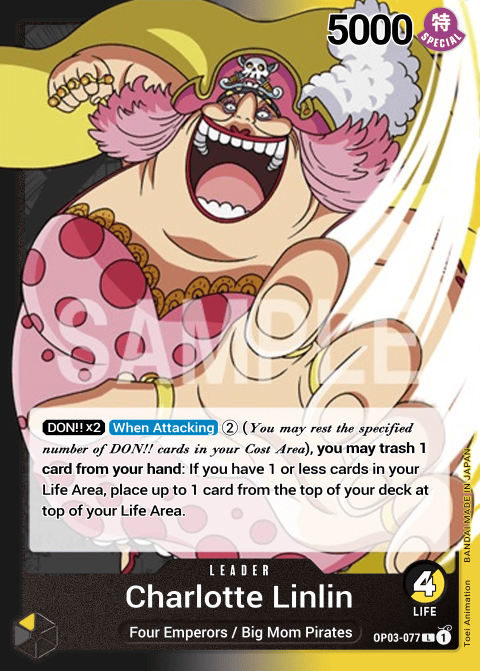 5000
特
SPECIAL
SAMPLE
DON!! ×2 When Attacking ② (You may rest the specified
number of DON!! cards in your Cost Area), you may trash 1
card from your hand: If you have 1 or less cards in your
Life Area, place up to 1 card from the top of your deck at
top of your Life Area.
LEADER
Charlotte Linlin
4
LIFE
Four Emperors / Big Mom Pirates
OP03-077 L 1
Toei Animation BANDAI MADE IN JAPAN